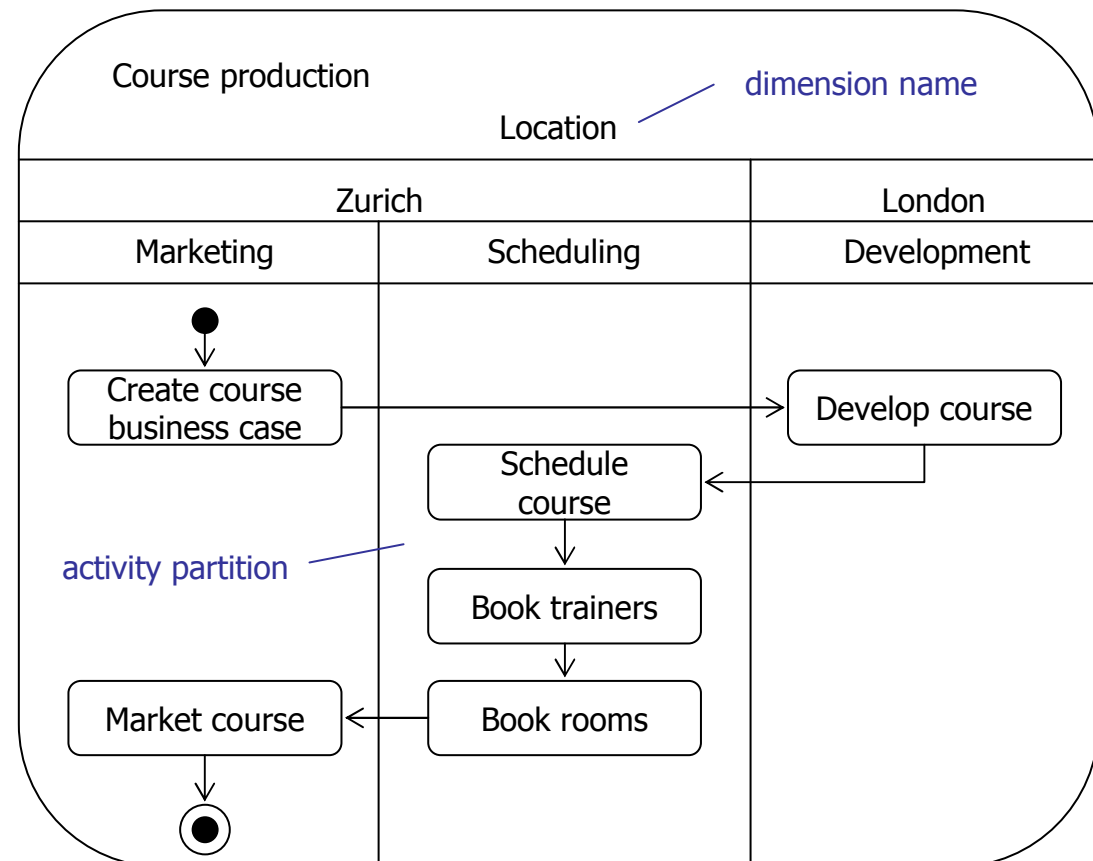 Course production
dimension name
Location
Zurich
London
Marketing
Scheduling
Development
Create course
business case
Develop course
Schedule
course
activity partition
Book trainers
Market course
Book rooms